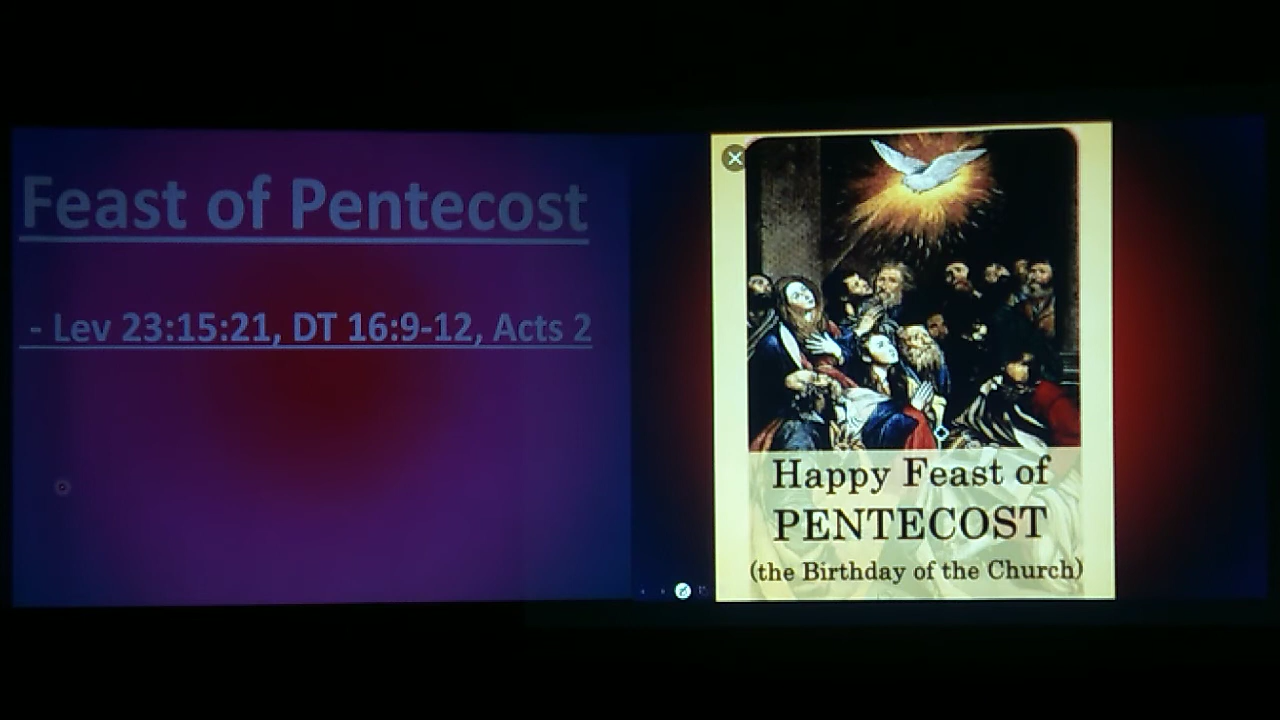 Feast of Pentecost
- Lev 23:15:21, DT 16:9-12, Acts 2
Happy Feast of
PENTECOST
(the Birthday of the Church)